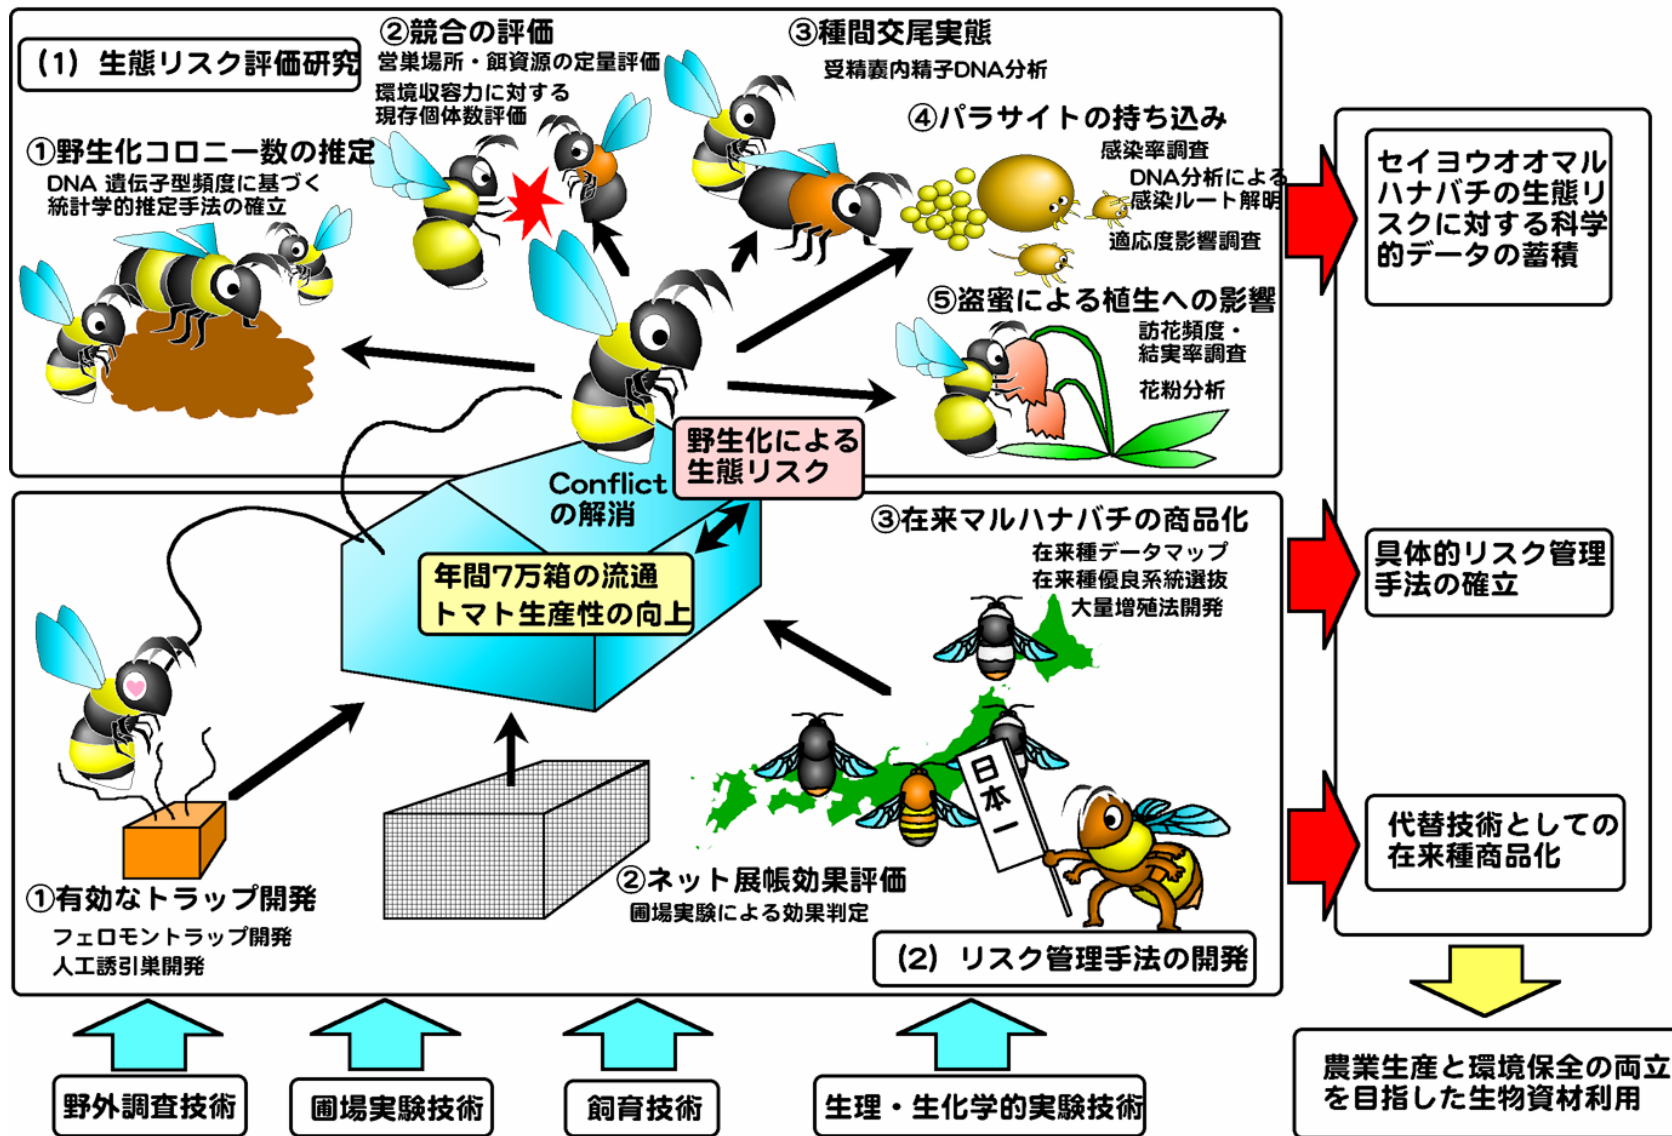 (1) 生態リスク評価研究
①野生化コロニー数の推定
DNA 遺伝子型頻度に基づく
統計学的推定手法の確立
②競合の評価
営巣場所・餌資源の定量評価
環境収容力に対する
現存個体数評価
③種間交尾実態
受精嚢内精子DNA分析
④パラサイトの持ち込み
感染率調査
DNA分析による
感染ルート解明
適応度影響調査
⑤盗蜜による植生への影響
訪花頻度・
結実率調査
花粉分析
野生化による
生態リスク
Conflict
の解消
年間7万箱の流通
トマト生産性の向上
①有効なトラップ開発
フェロモントラップ開発
人工誘引巣開発
②ネット展帳効果評価
圃場実験による効果判定
③在来マルハナバチの商品化
在来種データマップ
在来種優良系統選抜
大量増殖法開発
日本一
(2) リスク管理手法の開発
野外調査技術
圃場実験技術
飼育技術
生理・生化学的実験技術
セイヨウオオマル
ハナバチの生態リ
スクに対する科学
的データの蓄積
具体的リスク管理
手法の確立
代替技術としての
在来種商品化
農業生産と環境保全の両立
を目指した生物資材利用